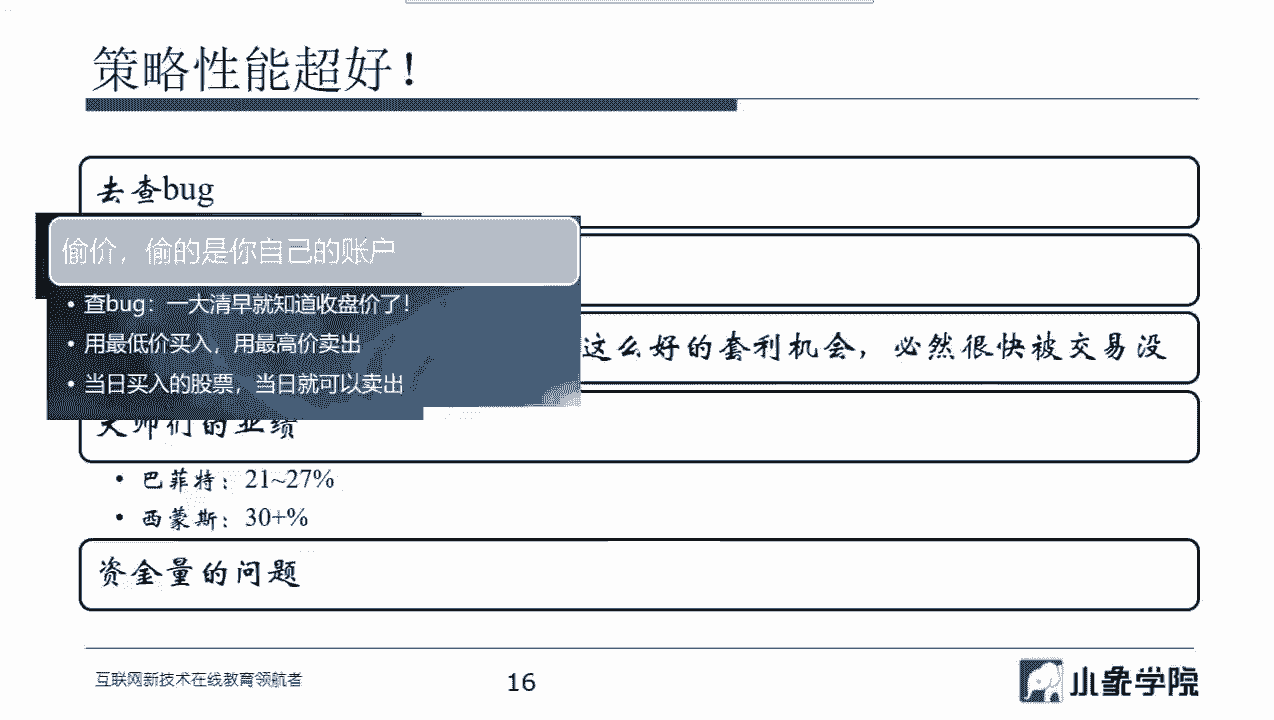 策略性能超好！
去查bug
偷价，偷的是你自己的账户
• 查bug：一大清早就知道收盘价了！
• 用最低价买入，用最高价卖出
• 当日买入的股票，当日就可以卖出
这么好的套利机会，必然很快被交易没
大师们的业绩
• 巴菲特：21~27%
• 西蒙斯：30+%
资金量的问题
互联网新技术在线教育领航者
16
小象学院